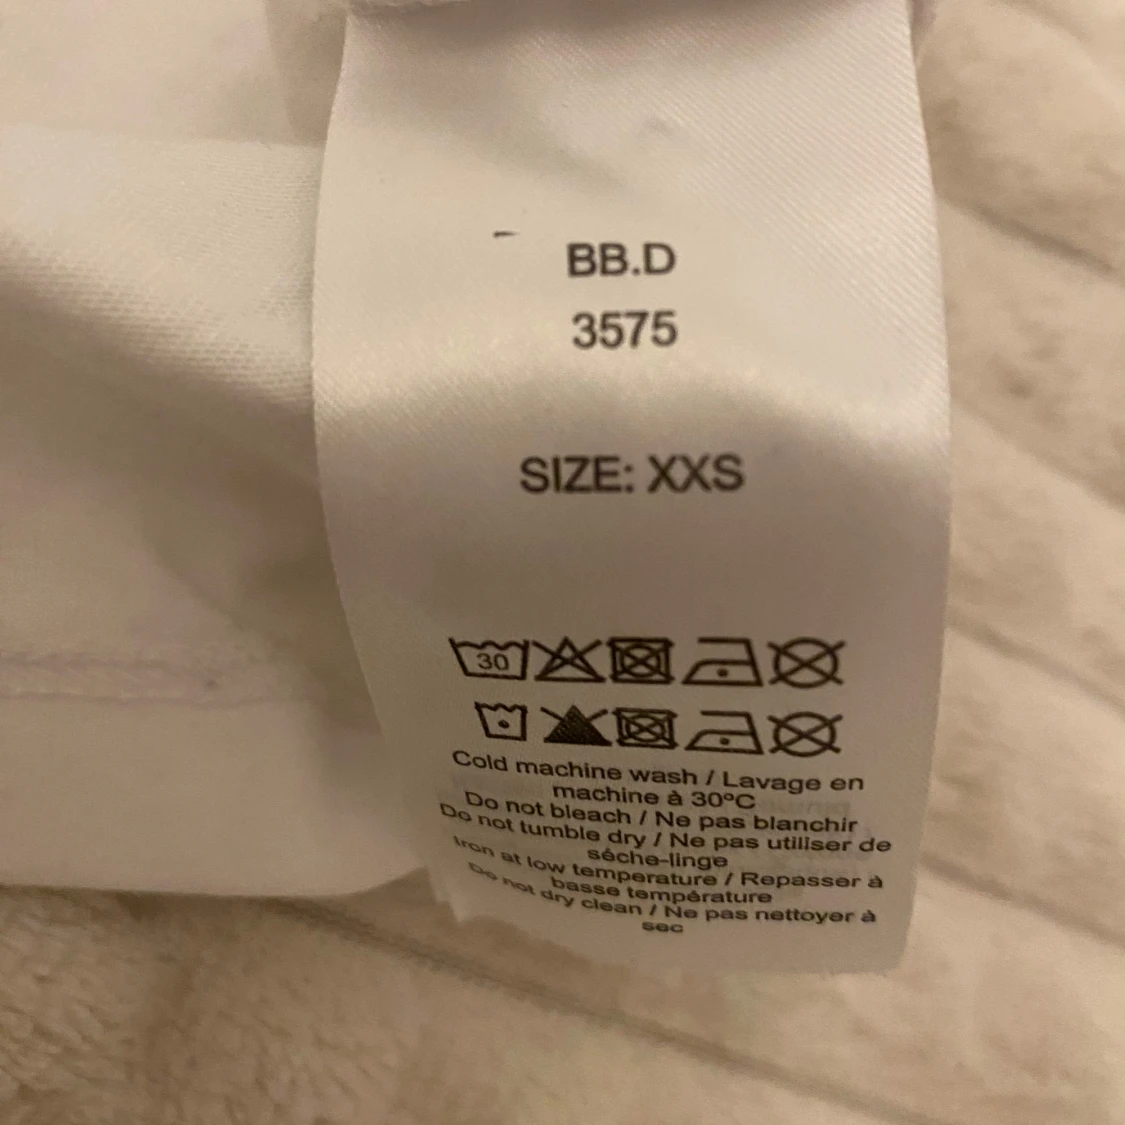 BB.D
3575
SIZE: XXS
30
Cold machine wash / Lavage en
machine à 30ºC
Do not bleach / Ne pas blanchir
Do not tumble dry / Ne pas utiliser de
séche-linge
Iron at low temperature / Repasser à
basse température
Do not dry clean / Ne pas nettoyer à
sec